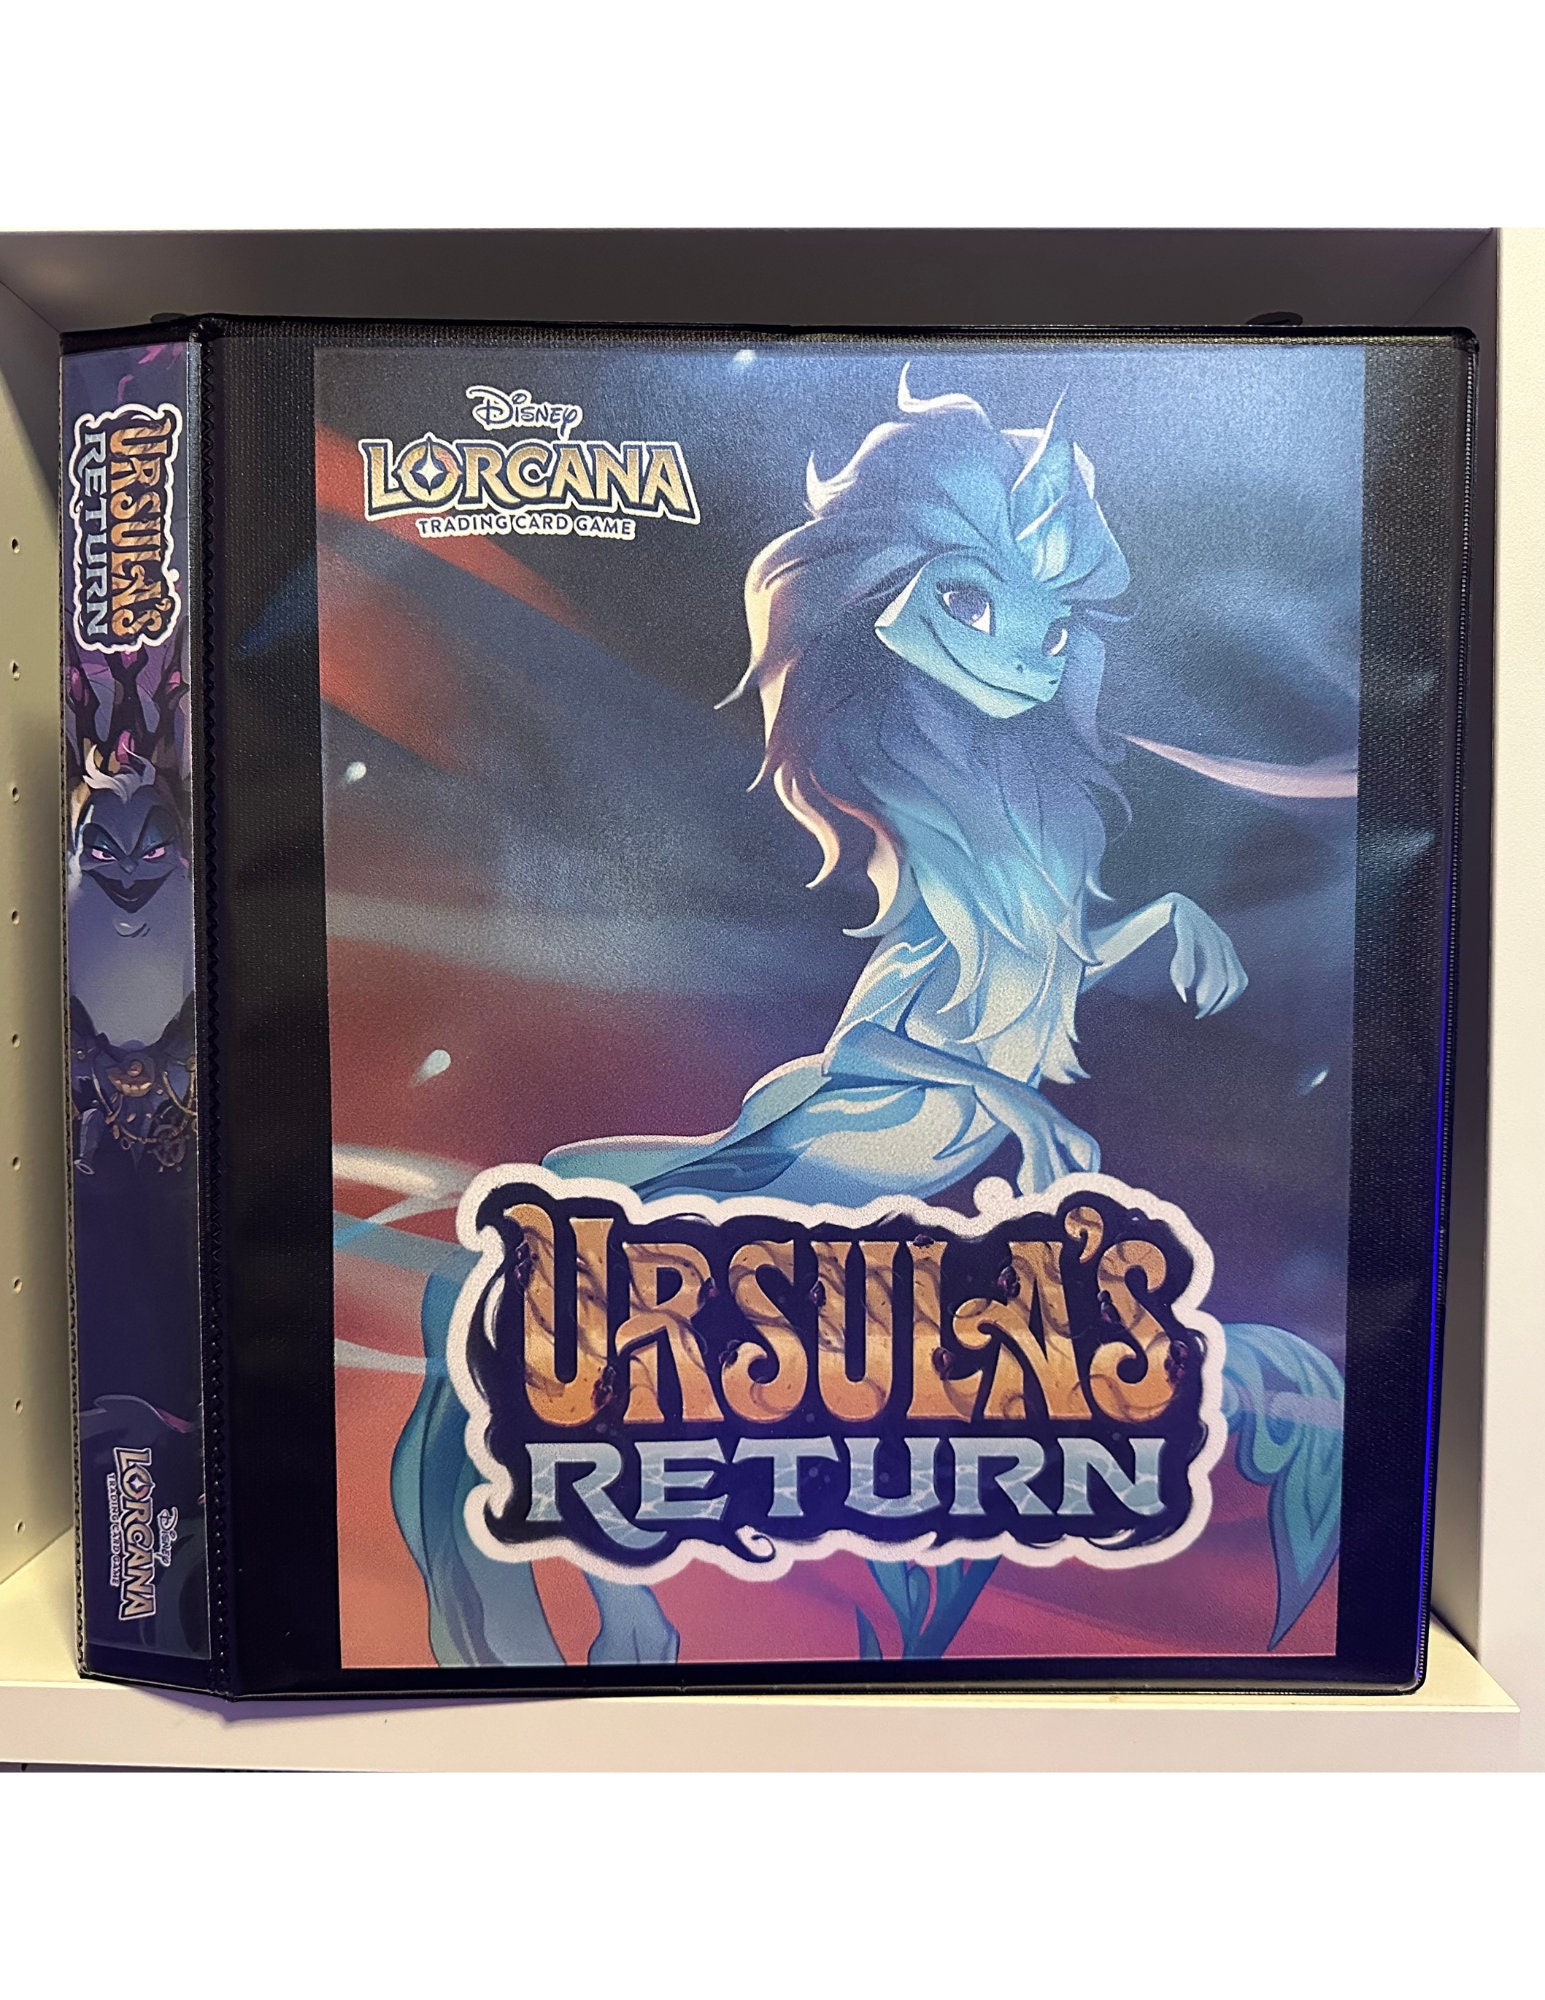 URSULA'S
RETURN
Disney
LORCANA
TRADING CARD GAME
Disney
LORCANA
TRADING CARD GAME
URSULA'S
RETURN